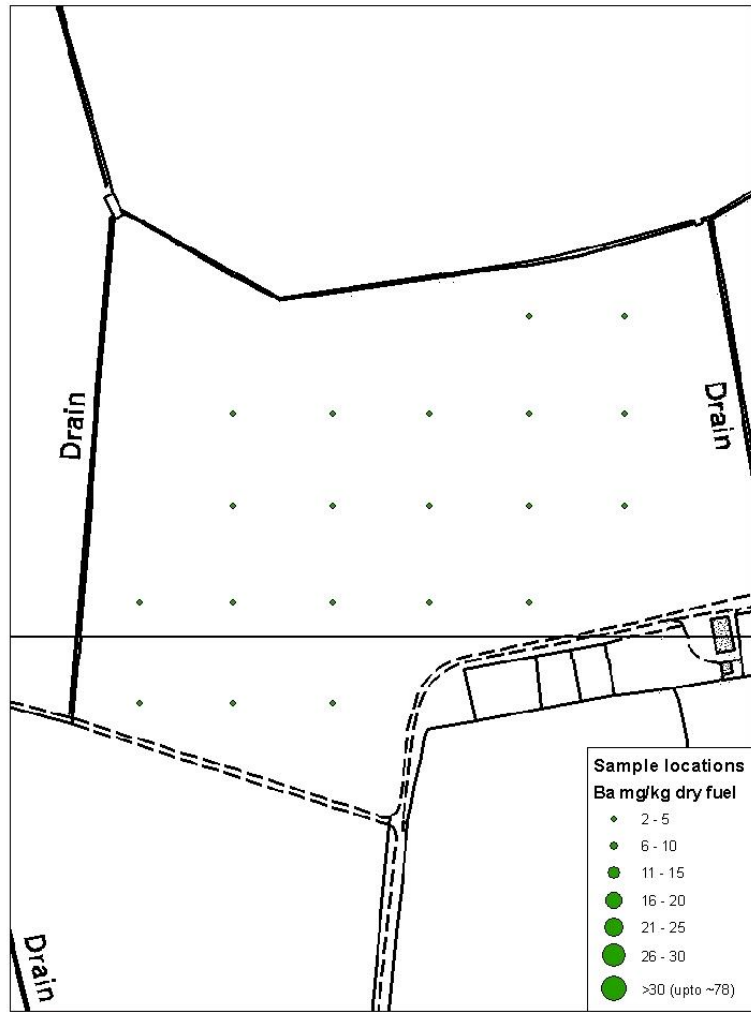 Drain
Drain
Drain
Sample locations
Ba mg/kg dry fuel
2 - 5
6 - 10
11 - 15
16 - 20
21 - 25
26 - 30
>30 (upto ~78)